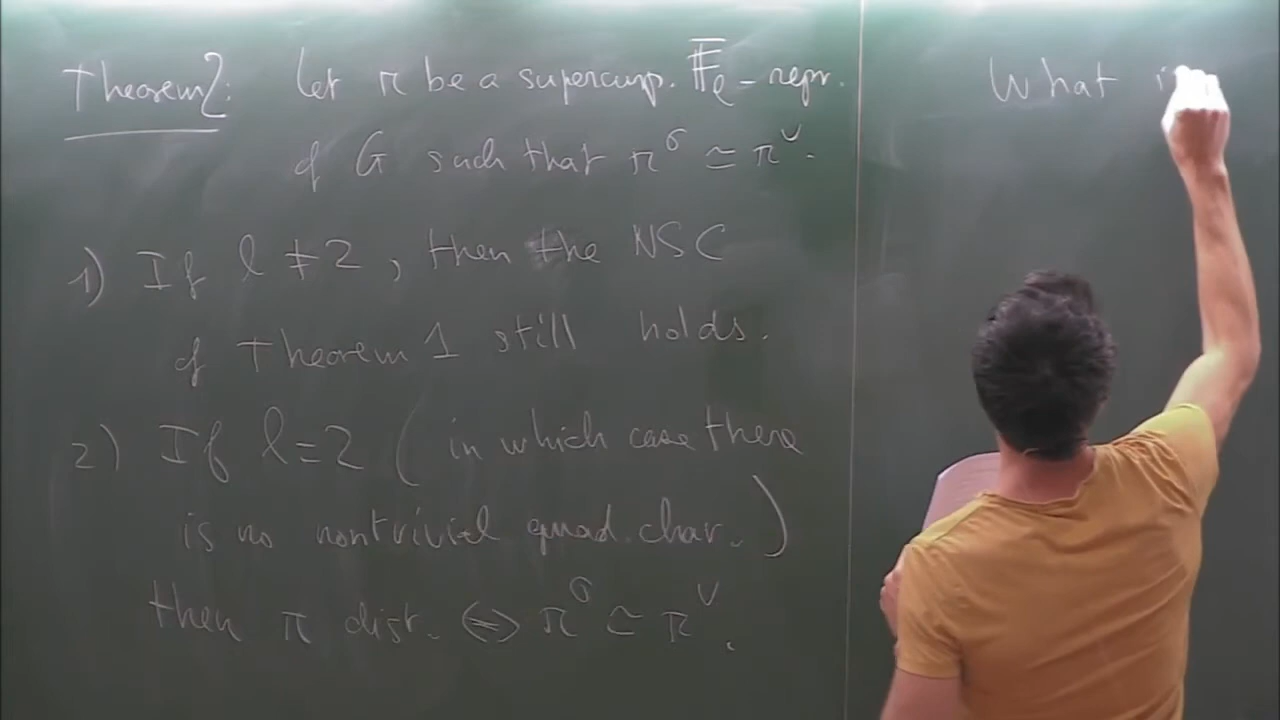 Theorem 2: Let π be a supercusp. F̅_ℓ-repr.
of G such that π^σ ≃ π^∨.
1) If ℓ ≠ 2, then the NSC
of Theorem 1 still holds.
2) If ℓ=2 (in which case there
is no nontrivial quad. char.)
then π dist. ⇔ π^σ ≃ π^∨.
What